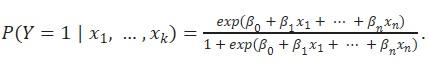 P(Y = 1 | x₁, … , xₖ) = exp(β₀ + β₁x₁ + ⋯ + βₙxₙ) / 1 + exp(β₀ + β₁x₁ + ⋯ + βₙxₙ) .